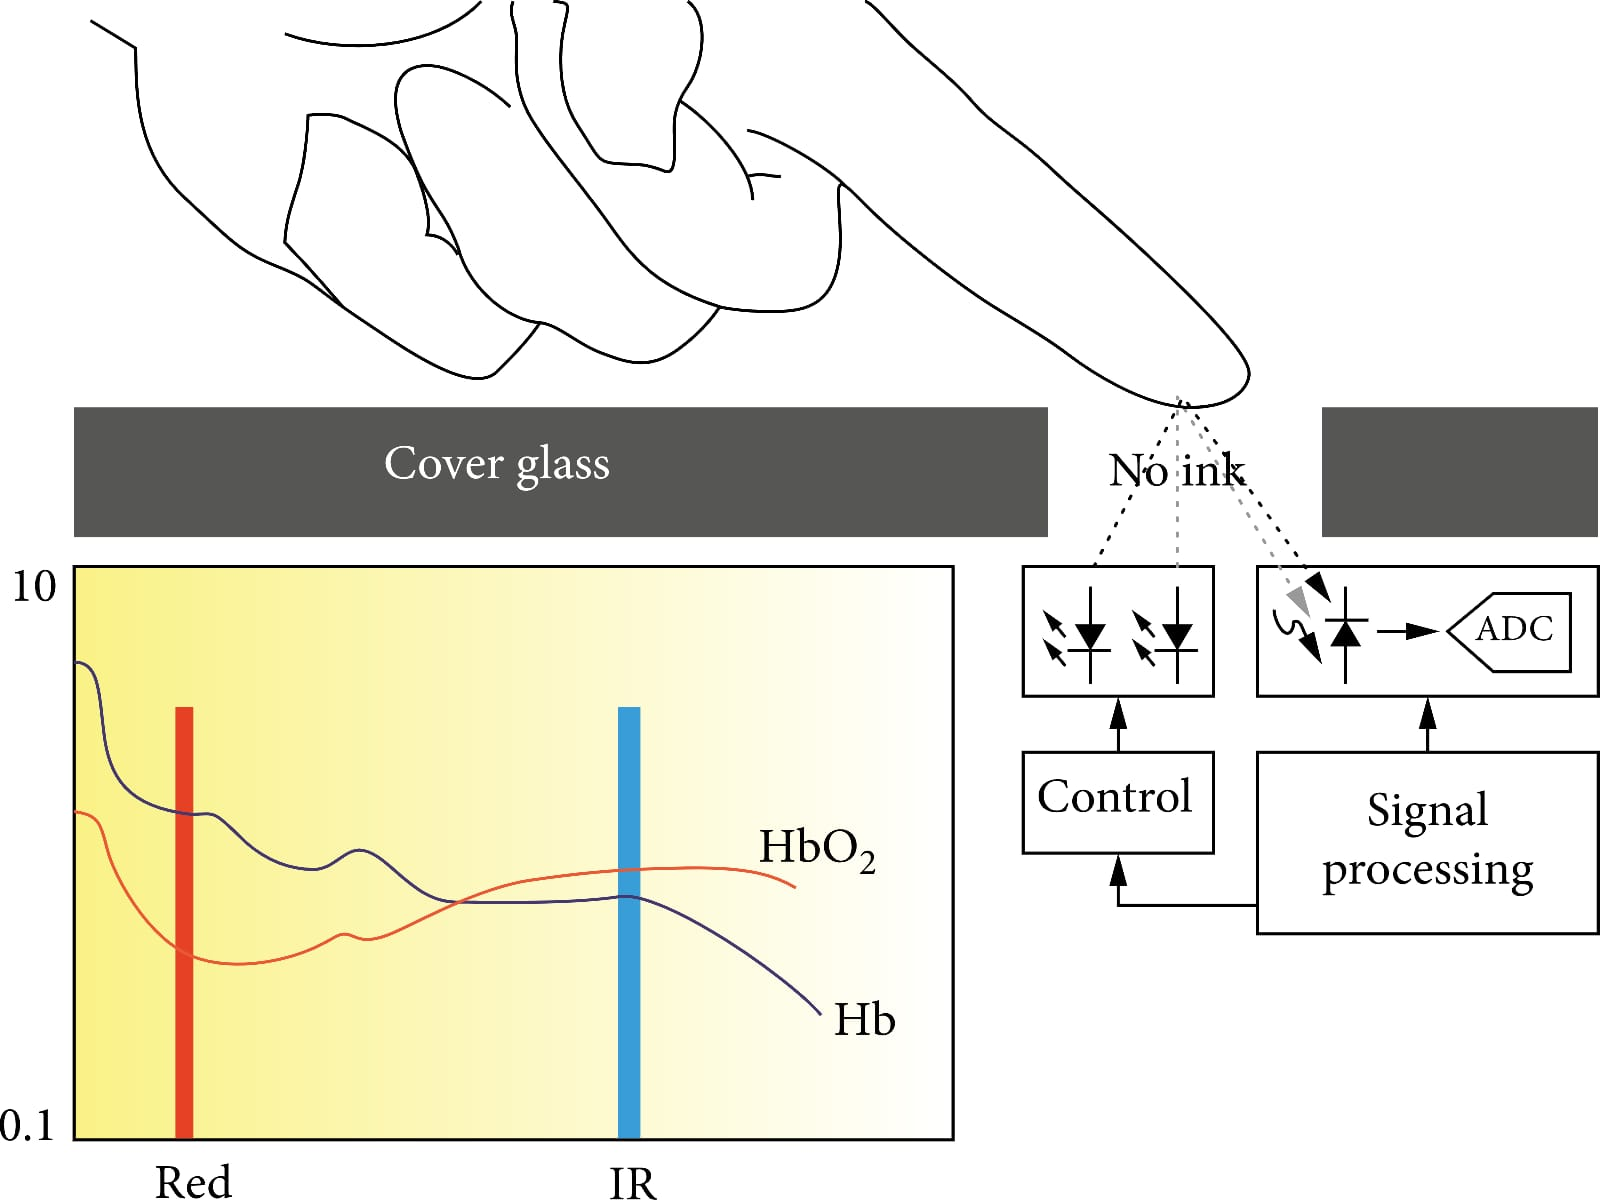 Cover glass
No ink
10
ADC
Control
Signal
processing
HbO₂
Hb
0.1
Red
IR